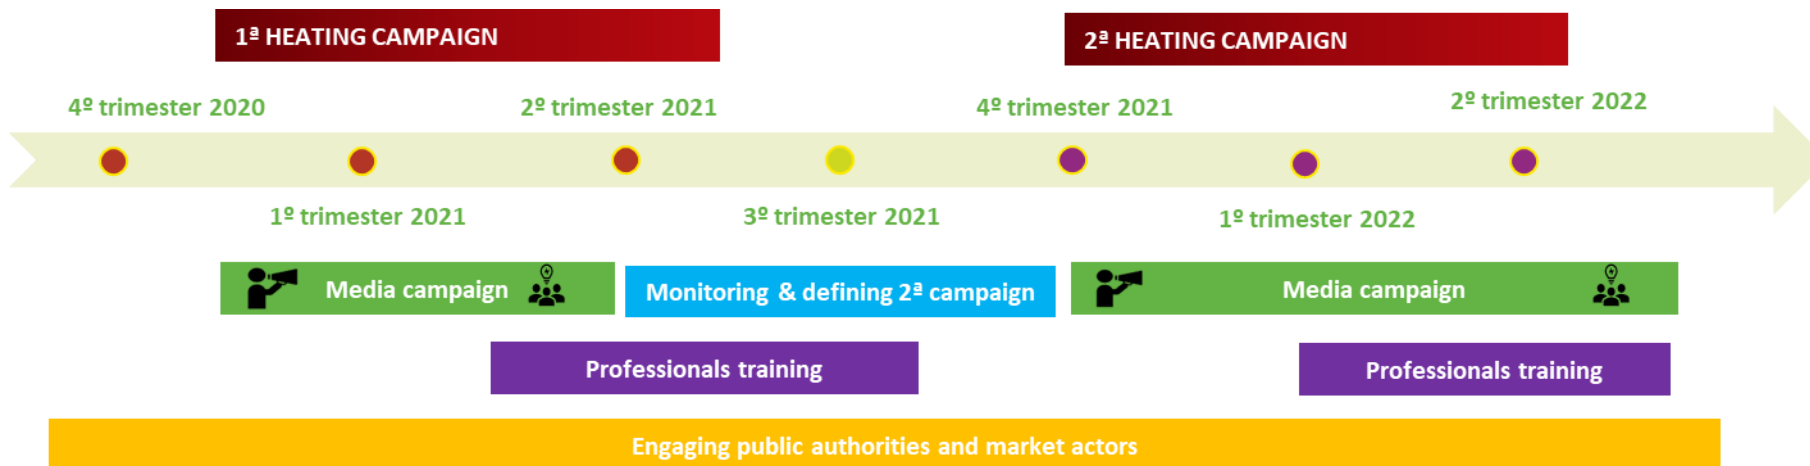 1ª HEATING CAMPAIGN
2ª HEATING CAMPAIGN
4º trimester 2020
2º trimester 2021
4º trimester 2021
2º trimester 2022
1º trimester 2021
3º trimester 2021
1º trimester 2022
Media campaign
Monitoring & defining 2ª campaign
Media campaign
Professionals training
Professionals training
Engaging public authorities and market actors